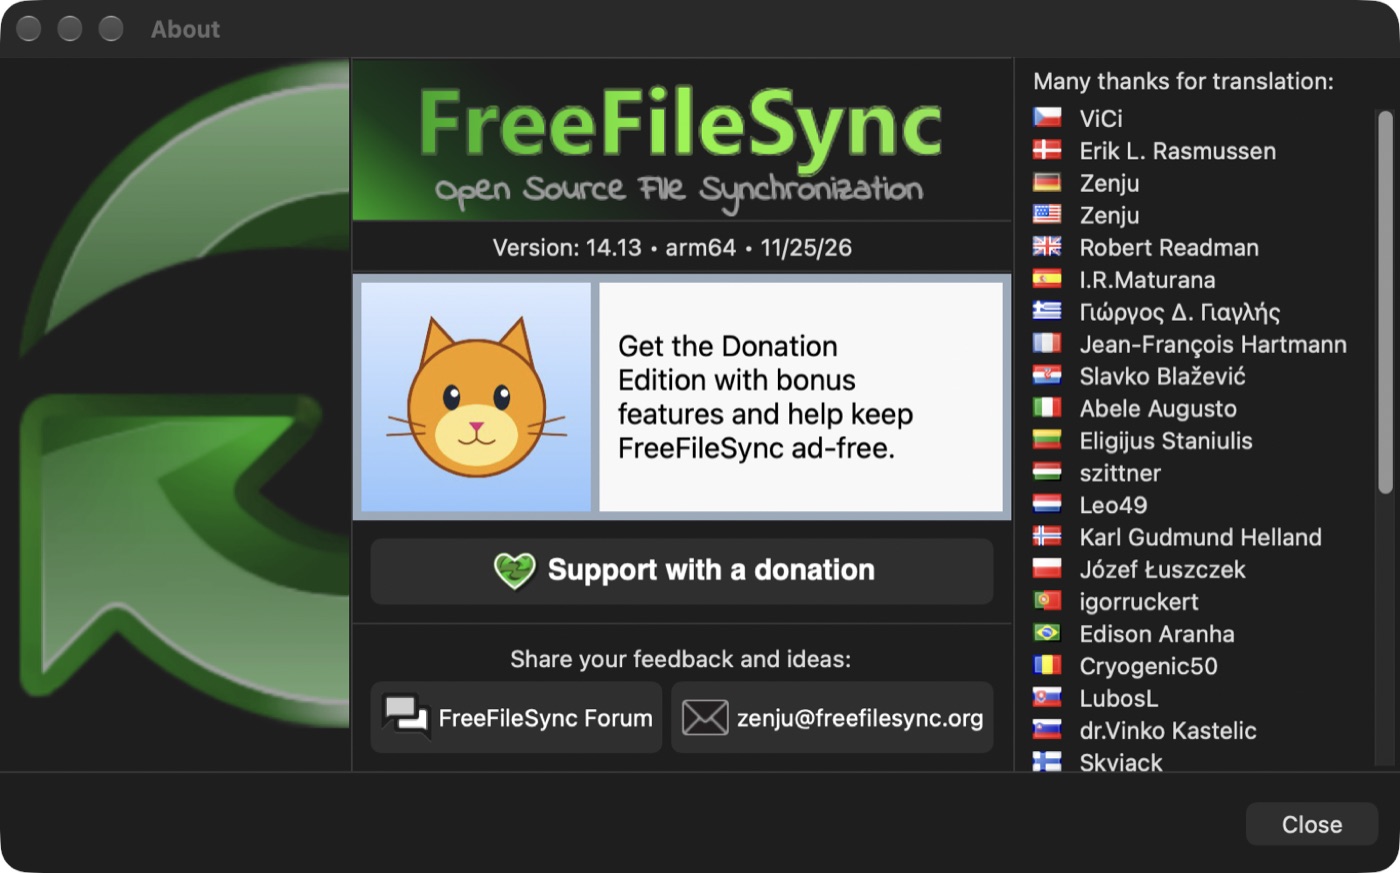 About
FreeFileSync
Open Source File Synchronization
Version: 14.13 • arm64 • 11/25/26
Get the Donation
Edition with bonus
features and help keep
FreeFileSync ad-free.
Support with a donation
Share your feedback and ideas:
FreeFileSync Forum
zenju@freefilesync.org
Many thanks for translation:
ViCi
Erik L. Rasmussen
Zenju
Zenju
Robert Readman
I.R.Maturana
Γιώργος Δ. Γιαγλής
Jean-François Hartmann
Slavko Blažević
Abele Augusto
Eligijus Staniulis
szittner
Leo49
Karl Gudmund Helland
Józef Łuszczek
igorruckert
Edison Aranha
Cryogenic50
LubosL
dr.Vinko Kastelic
Skyjack
Close